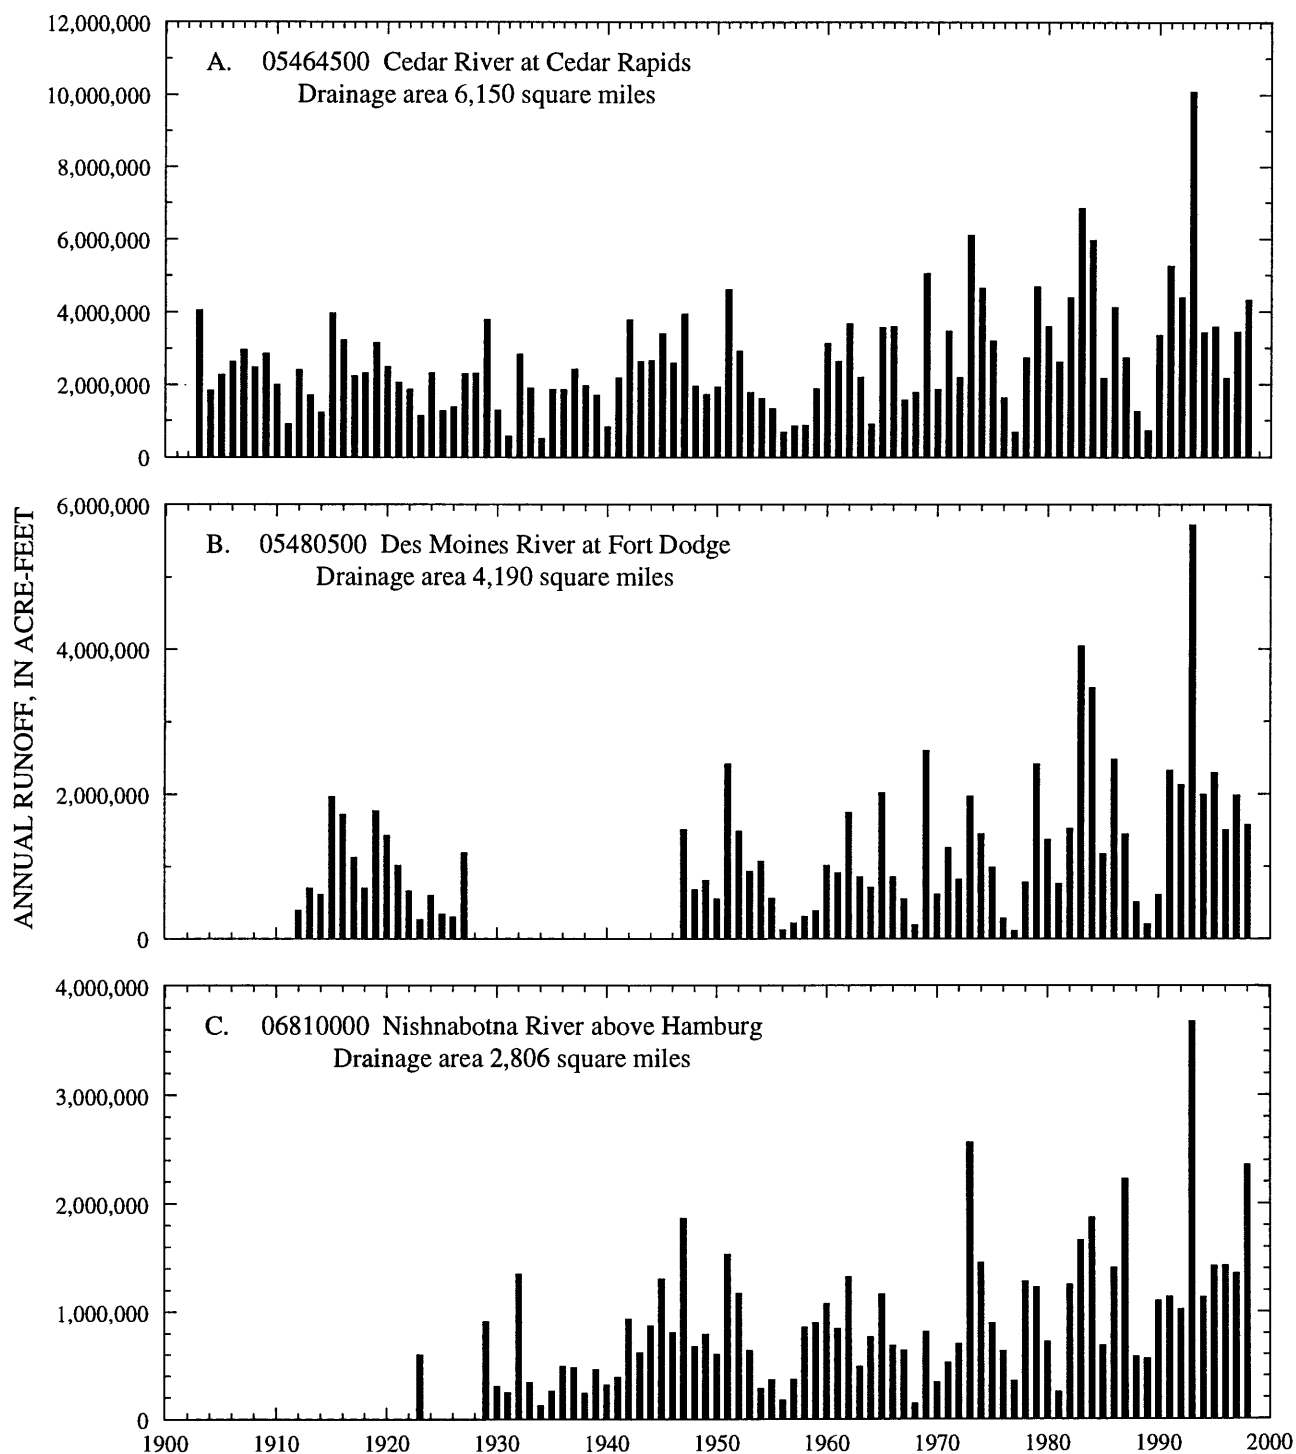 12,000,000
A. 05464500 Cedar River at Cedar Rapids
Drainage area 6,150 square miles
10,000,000
8,000,000
6,000,000
4,000,000
2,000,000
0
ANNUAL RUNOFF, IN ACRE-FEET
6,000,000
B. 05480500 Des Moines River at Fort Dodge
Drainage area 4,190 square miles
4,000,000
2,000,000
0
4,000,000
C. 06810000 Nishnabotna River above Hamburg
Drainage area 2,806 square miles
3,000,000
2,000,000
1,000,000
0
1900 1910 1920 1930 1940 1950 1960 1970 1980 1990 2000